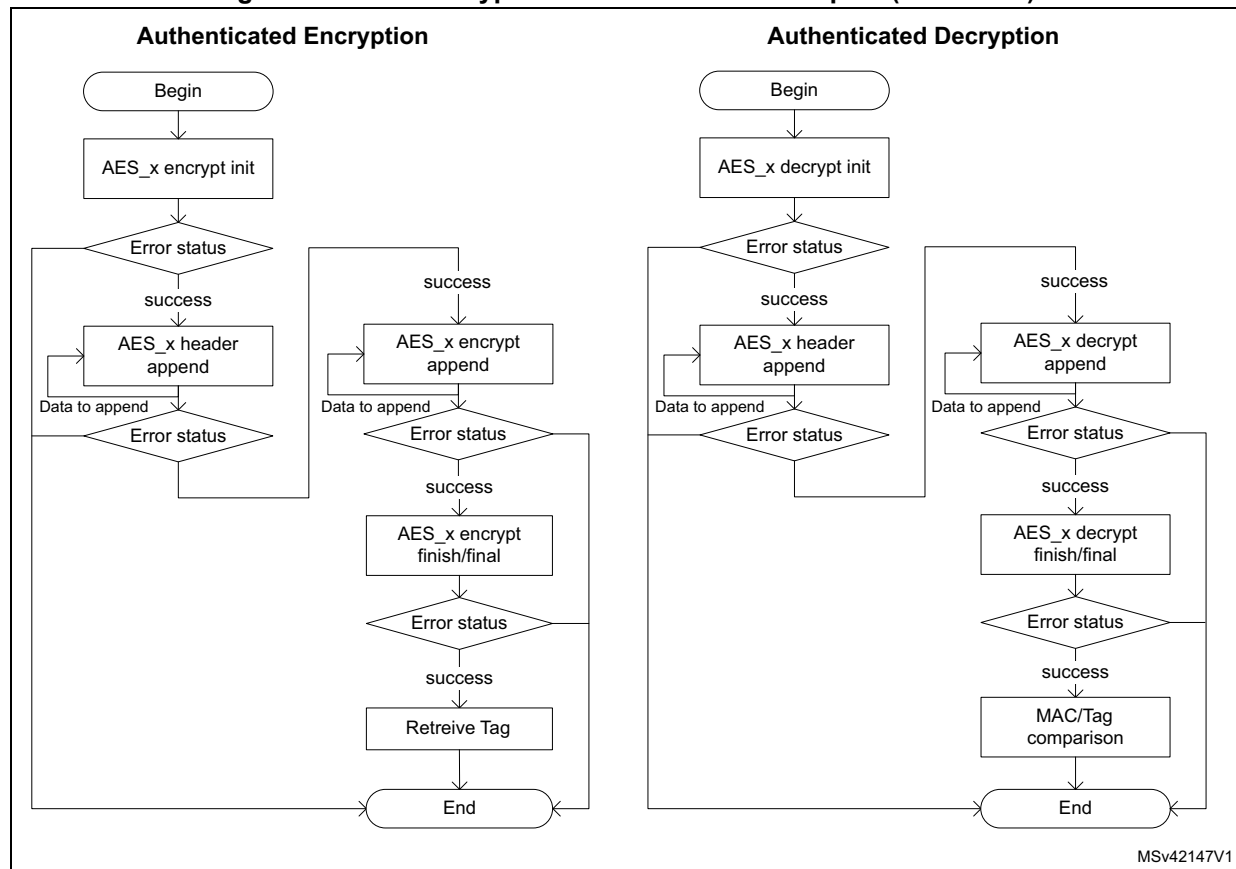 Authenticated Encryption
Begin
AES_x encrypt init
Error status
success
AES_x header
append
Data to append
Error status
success
AES_x encrypt
append
Data to append
Error status
success
AES_x encrypt
finish/final
Error status
success
Retreive Tag
End
Authenticated Decryption
Begin
AES_x decrypt init
Error status
success
AES_x header
append
Data to append
Error status
success
AES_x decrypt
append
Data to append
Error status
success
AES_x decrypt
finish/final
Error status
success
MAC/Tag
comparison
End
MSv42147V1